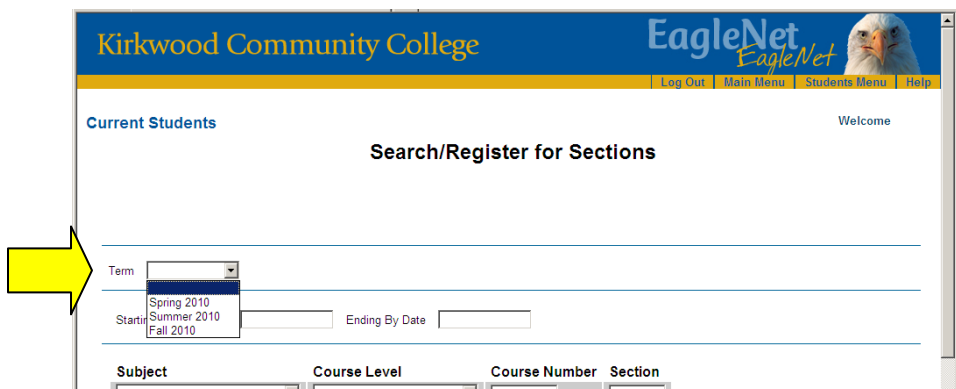 Kirkwood Community College EagleNet
EagleNet
Log Out Main Menu Students Menu Help
Current Students Welcome
Search/Register for Sections
Term
Spring 2010
Summer 2010
Fall 2010
Ending By Date
Subject Course Level Course Number Section